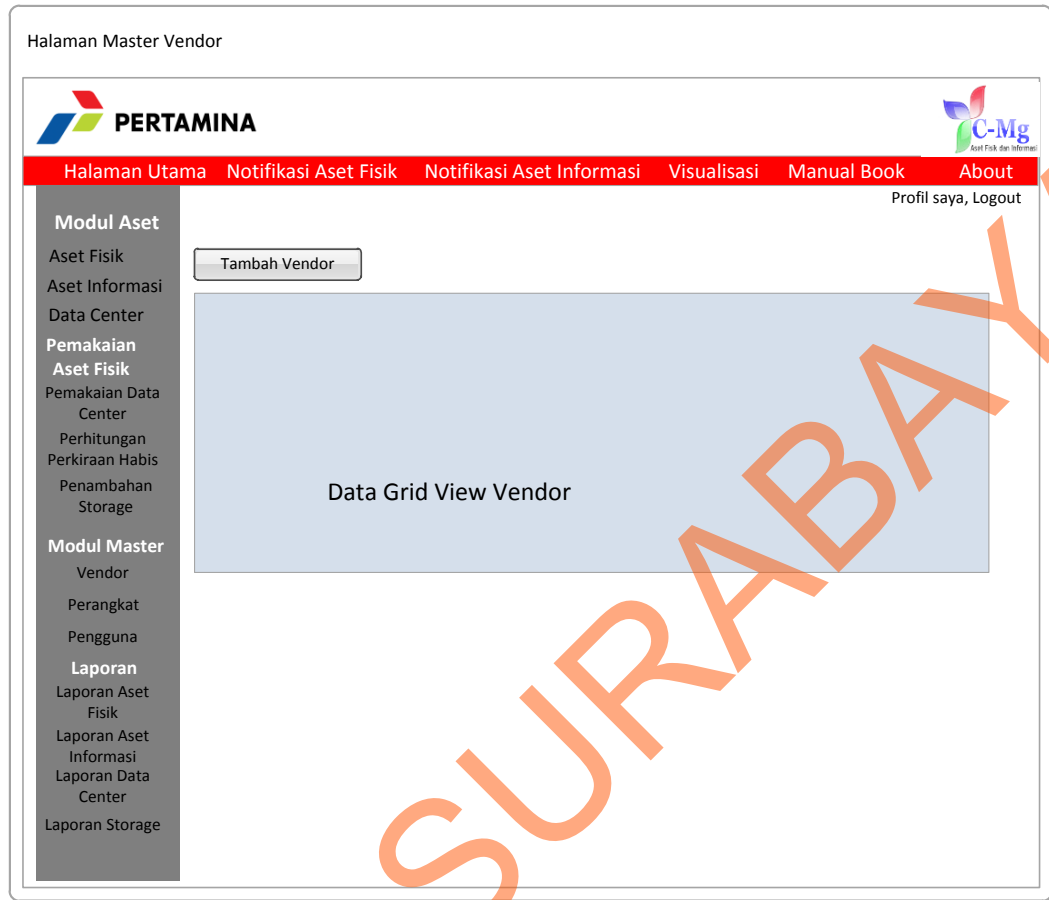 Halaman Master Vendor
PERTAMINA
C-Mg
Aset Fisik dan Informasi
Halaman Utama Notifikasi Aset Fisik Notifikasi Aset Informasi Visualisasi Manual Book About
Profil saya, Logout
Modul Aset
Aset Fisik
Aset Informasi
Data Center
Pemakaian
Aset Fisik
Pemakaian Data
Center
Perhitungan
Perkiraan Habis
Penambahan
Storage
Modul Master
Vendor
Perangkat
Pengguna
Laporan
Laporan Aset
Fisik
Laporan Aset
Informasi
Laporan Data
Center
Laporan Storage
Tambah Vendor
Data Grid View Vendor
SURABAY